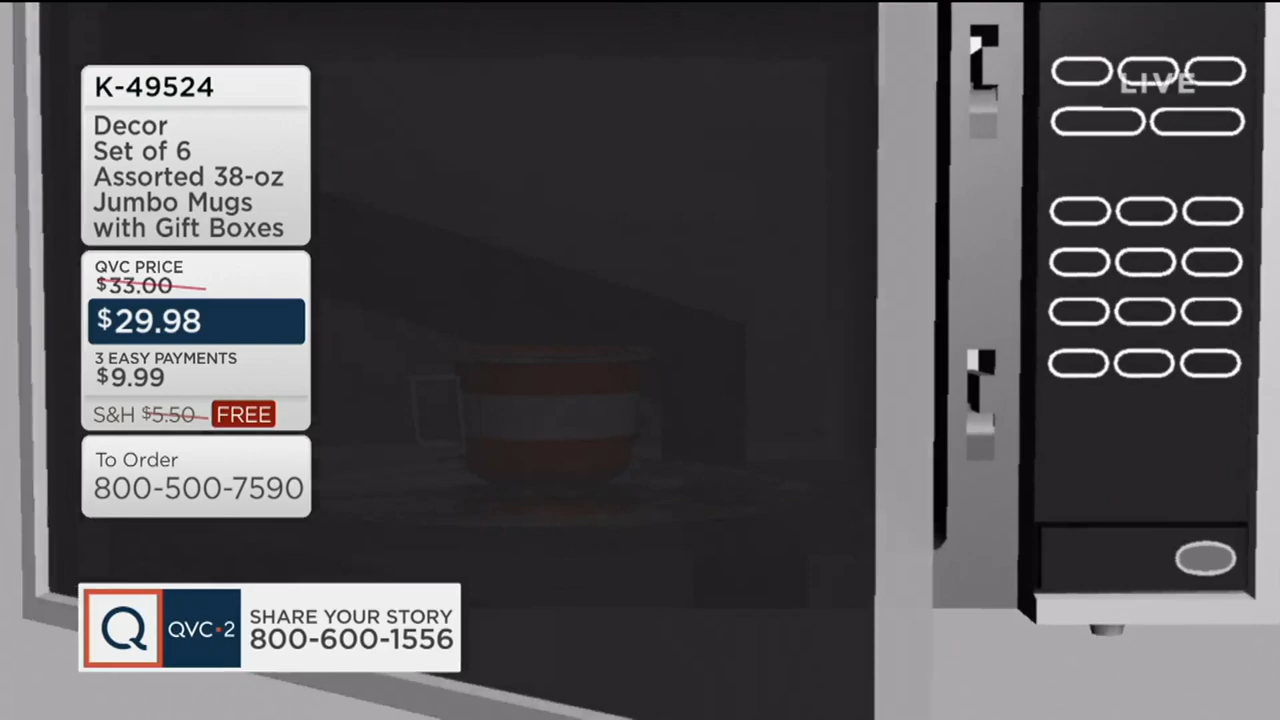 K-49524
Decor
Set of 6
Assorted 38-oz
Jumbo Mugs
with Gift Boxes
QVC PRICE
$33.00
$29.98
3 EASY PAYMENTS
$9.99
S&H $5.50 FREE
To Order
800-500-7590
Q QVC•2 SHARE YOUR STORY
800-600-1556
LIVE